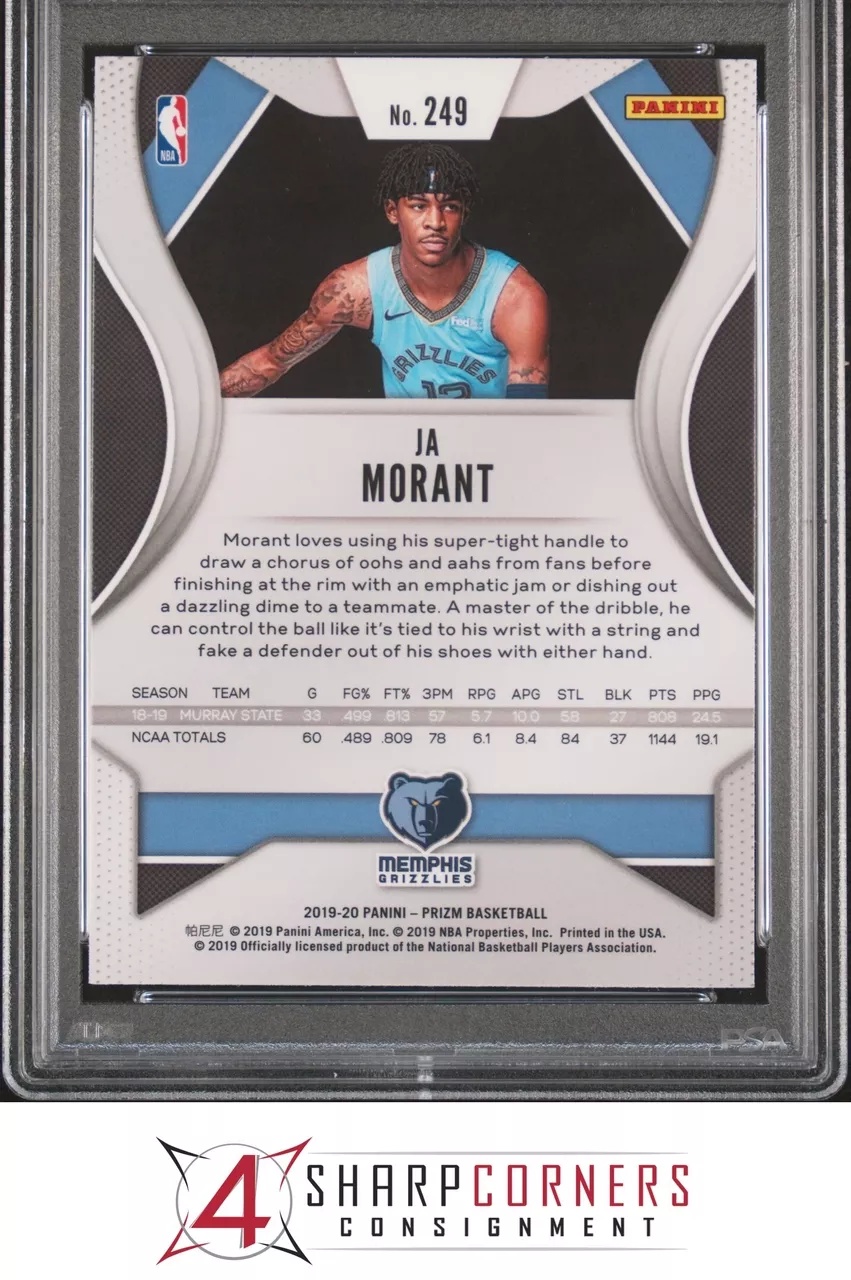 No. 249
PANINI
NBA
FedEx
GRIZZLIES
12
JA
MORANT
Morant loves using his super-tight handle to
draw a chorus of oohs and aahs from fans before
finishing at the rim with an emphatic jam or dishing out
a dazzling dime to a teammate. A master of the dribble, he
can control the ball like it's tied to his wrist with a string and
fake a defender out of his shoes with either hand.
SEASON TEAM G FG% FT% 3PM RPG APG STL BLK PTS PPG
18-19 MURRAY STATE 33 .499 .813 57 5.7 10.0 58 27 808 24.5
NCAA TOTALS 60 .489 .809 78 6.1 8.4 84 37 1144 19.1
MEMPHIS
GRIZZLIES
2019-20 PANINI – PRIZM BASKETBALL
帕尼尼 © 2019 Panini America, Inc. © 2019 NBA Properties, Inc. Printed in the USA.
© 2019 Officially licensed product of the National Basketball Players Association.
PSA
4 SHARPCORNERS
CONSIGNMENT